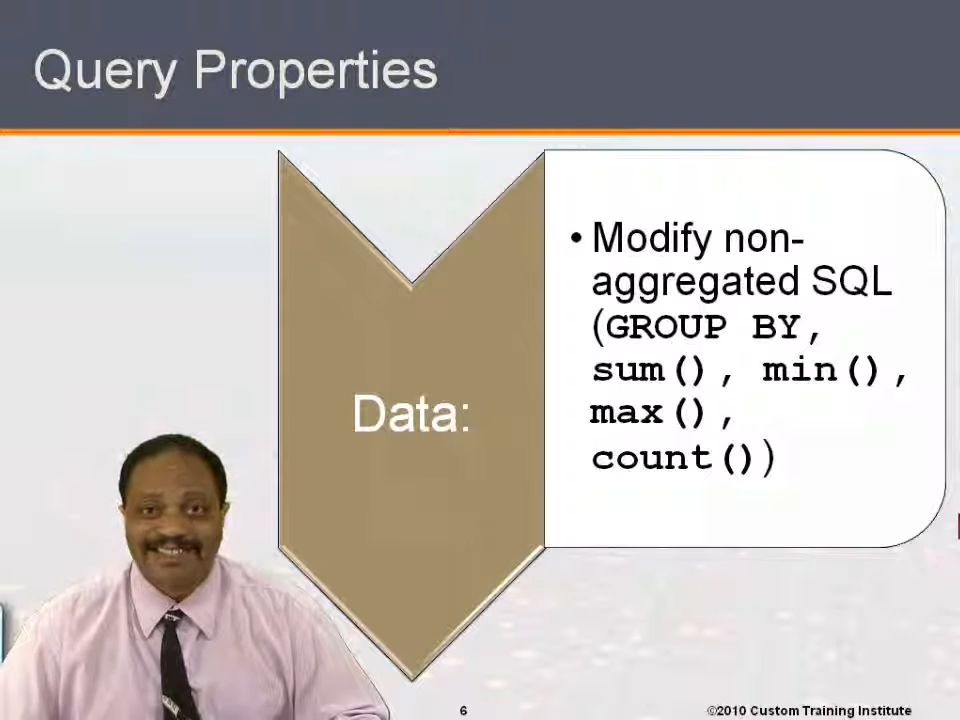 Query Properties
Data:
• Modify non-
aggregated SQL
(GROUP BY,
sum(), min(),
max(),
count())
6
©2010 Custom Training Institute